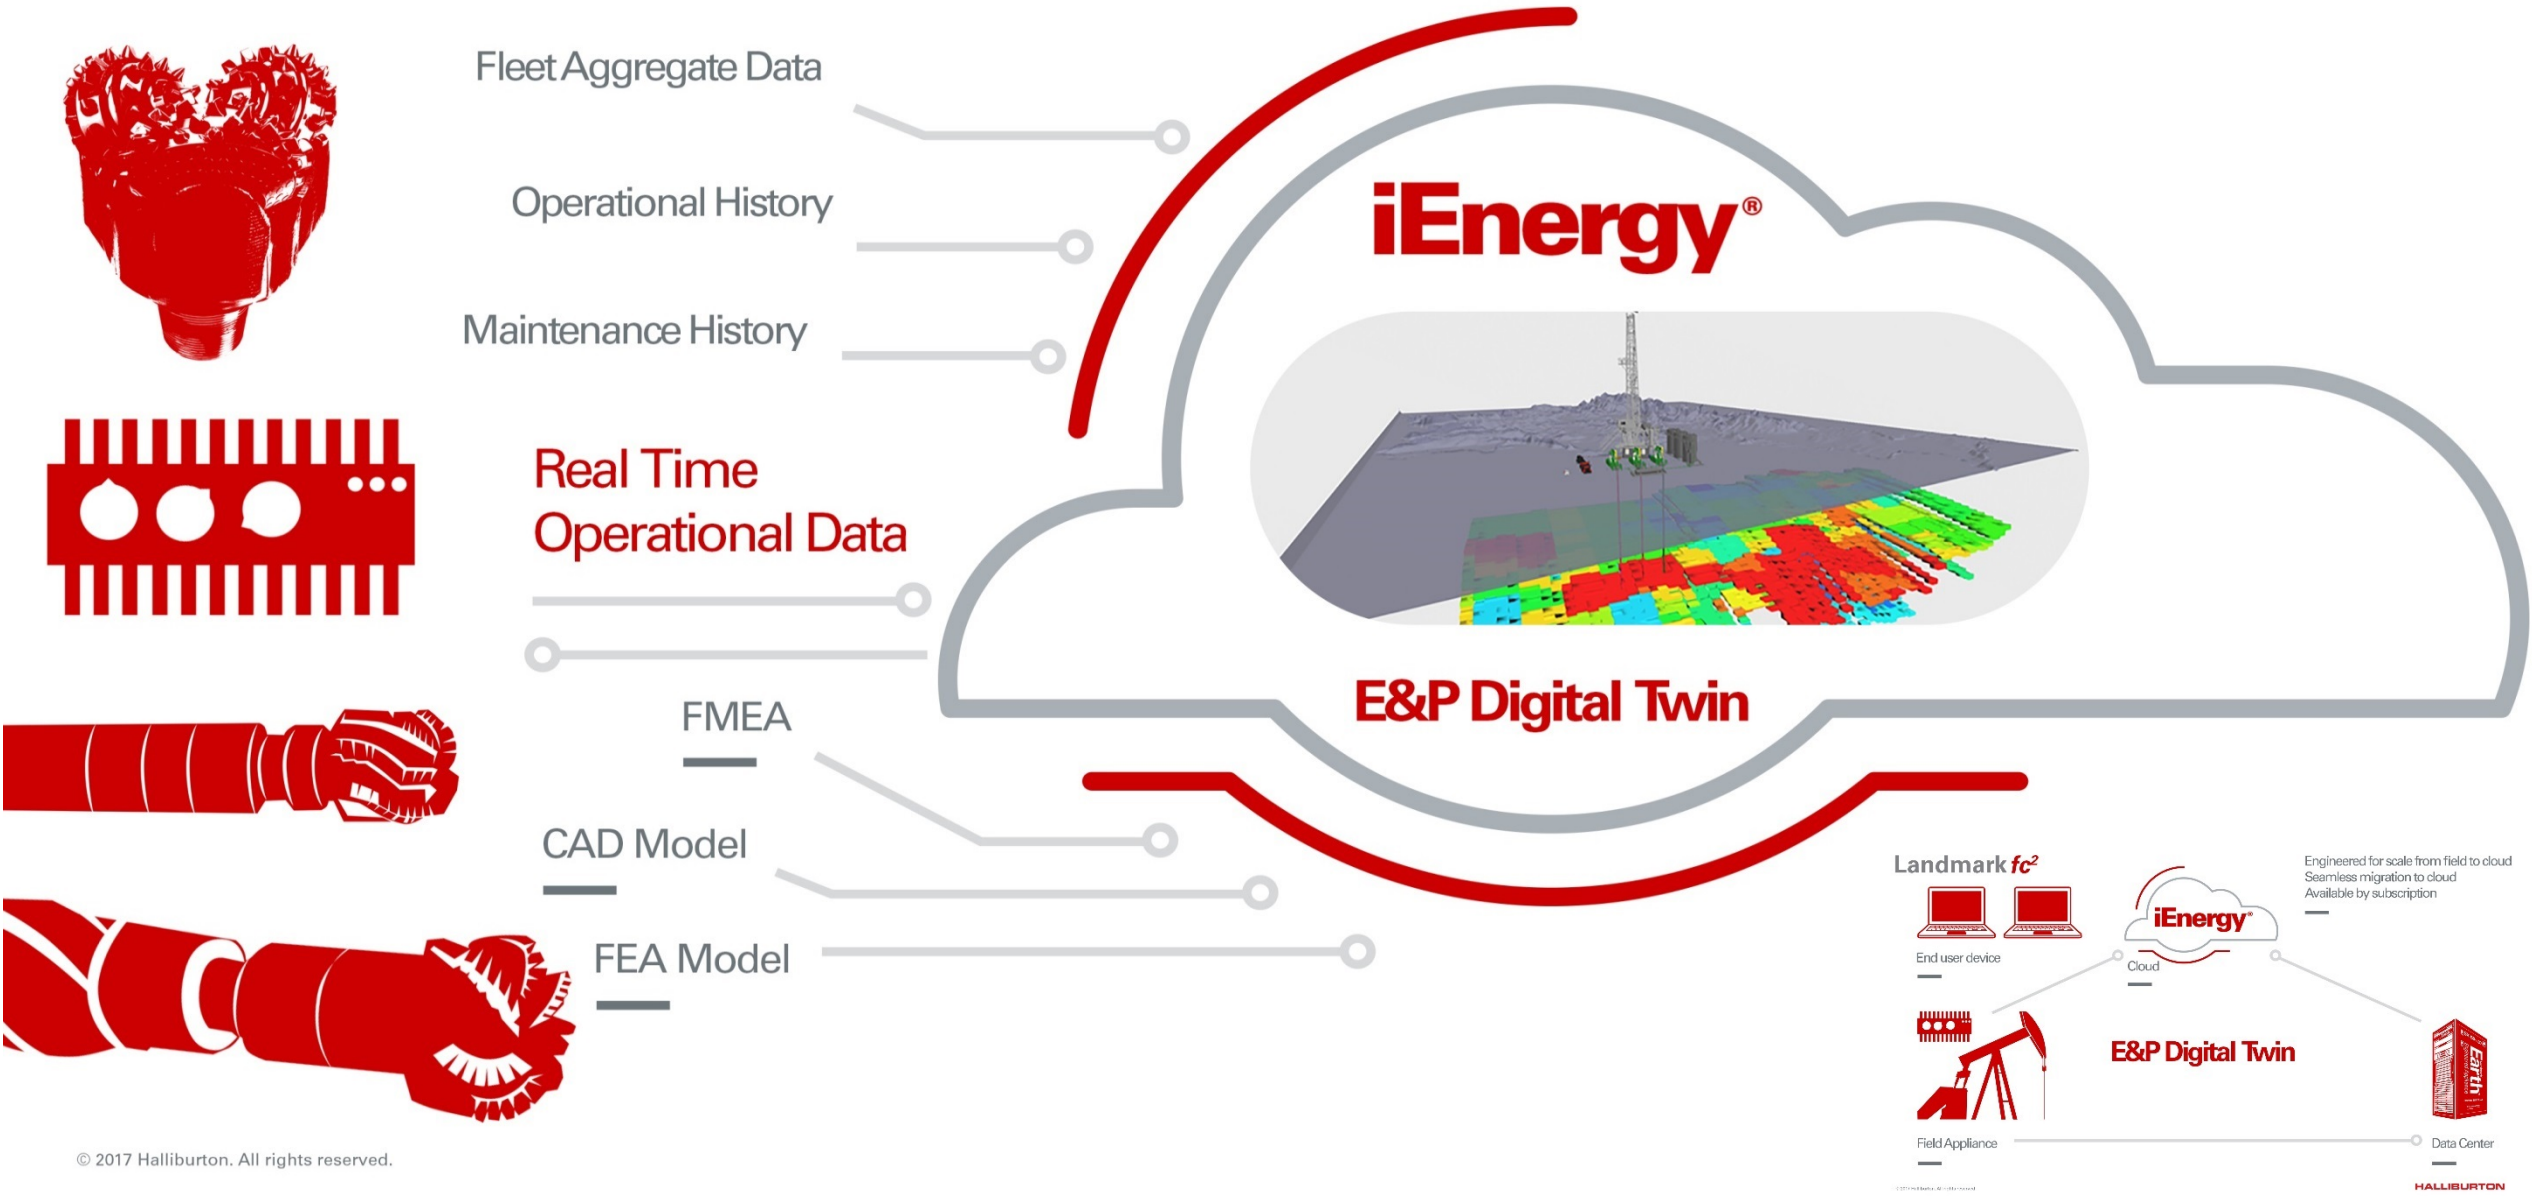 Fleet Aggregate Data
Operational History
Maintenance History
Real Time
Operational Data
FMEA
CAD Model
FEA Model
iEnergy®
E&P Digital Twin
Landmark fc²
End user device
iEnergy®
Cloud
Engineered for scale from field to cloud
Seamless migration to cloud
Available by subscription
E&P Digital Twin
Earth
Field Appliance
Data Center
HALLIBURTON
© 2017 Halliburton. All rights reserved.